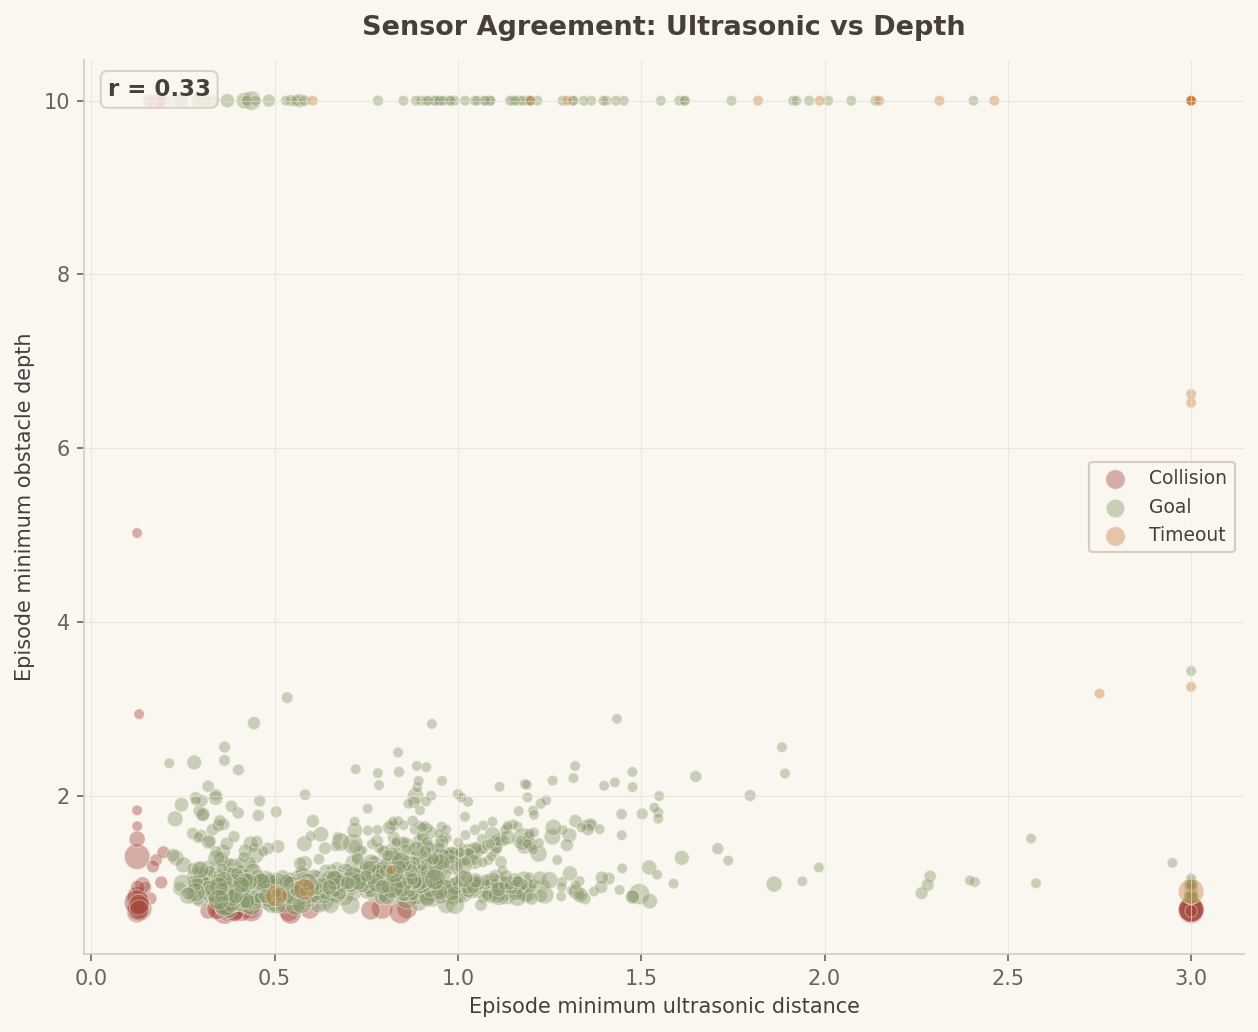 Sensor Agreement: Ultrasonic vs Depth
r = 0.33
10
8
6
4
2
Episode minimum obstacle depth
Collision
Goal
Timeout
0.0 0.5 1.0 1.5 2.0 2.5 3.0
Episode minimum ultrasonic distance